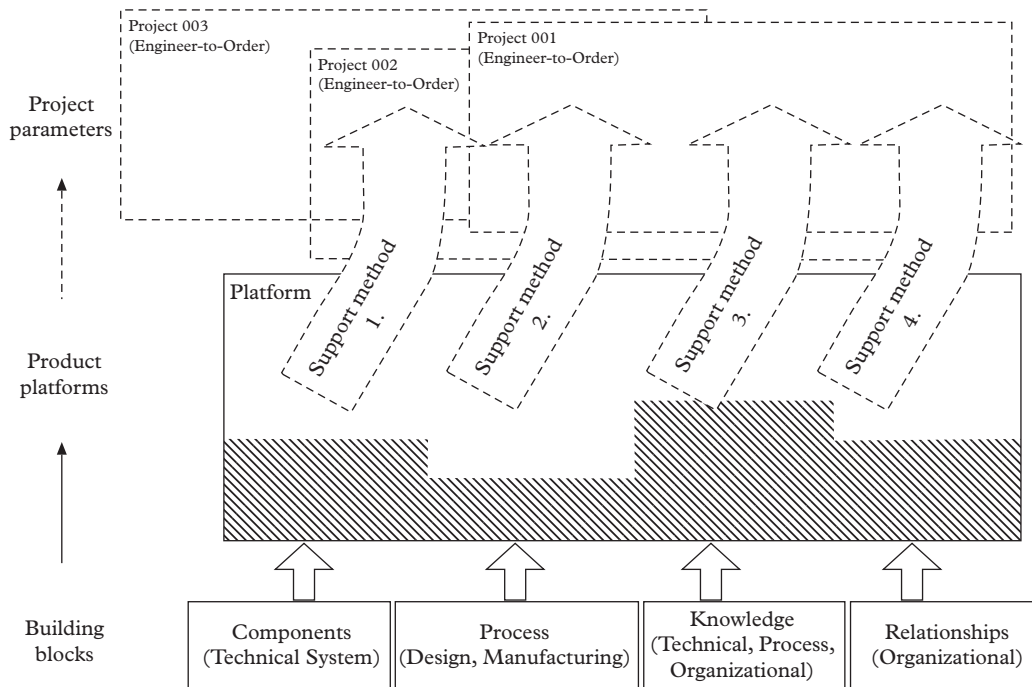 Project 003
(Engineer-to-Order)
Project 001
(Engineer-to-Order)
Project 002
(Engineer-to-Order)
Project
parameters
Platform
Support method
1.
Support method
2.
Support method
3.
Support method
4.
Product
platforms
Building
blocks
Components
(Technical System)
Process
(Design, Manufacturing)
Knowledge
(Technical, Process,
Organizational)
Relationships
(Organizational)